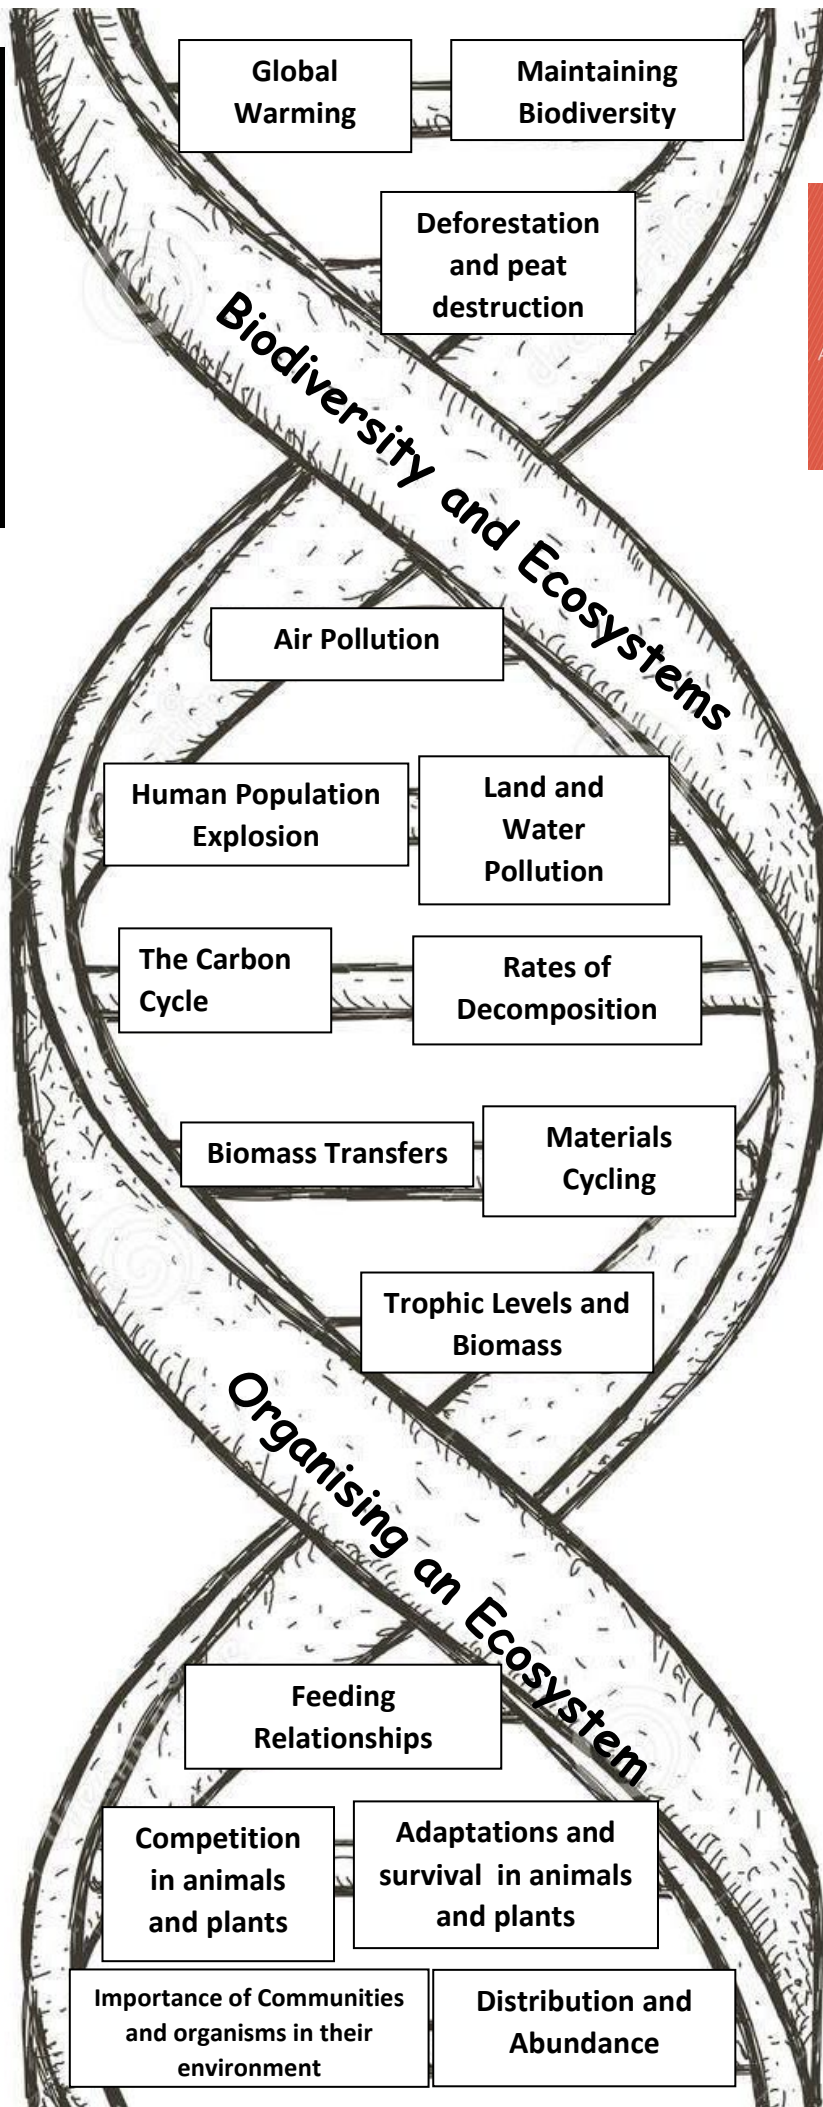 Global
Warming
Maintaining
Biodiversity
Deforestation
and peat
destruction
Biodiversity and Ecosystems
Air Pollution
Human Population
Explosion
Land and
Water
Pollution
The Carbon
Cycle
Rates of
Decomposition
Biomass Transfers
Materials
Cycling
Trophic Levels and
Biomass
Organising an Ecosystem
Feeding
Relationships
Competition
in animals
and plants
Adaptations and
survival in animals
and plants
Importance of Communities
and organisms in their
environment
Distribution and
Abundance